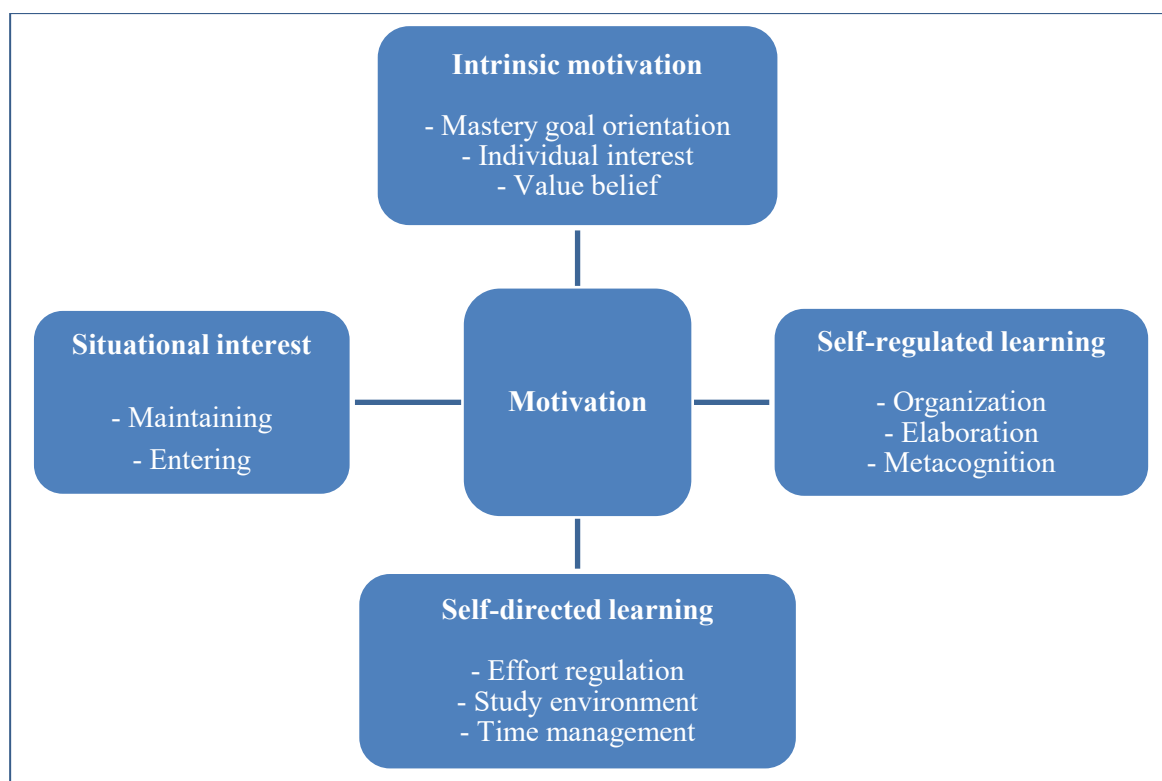 Intrinsic motivation
- Mastery goal orientation
- Individual interest
- Value belief
Situational interest
- Maintaining
- Entering
Motivation
Self-regulated learning
- Organization
- Elaboration
- Metacognition
Self-directed learning
- Effort regulation
- Study environment
- Time management